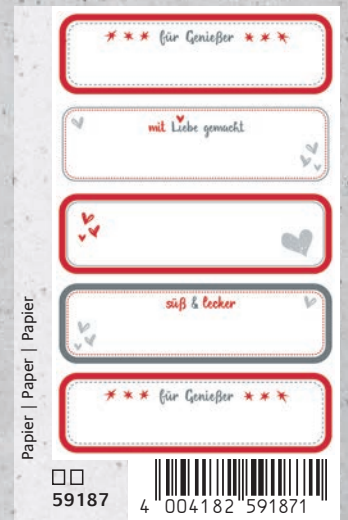 * * * für Genießer * * *
mit Liebe gemacht
süß & lecker
* * * für Genießer * * *
Papier | Paper | Papier
59187
4 004182 591871